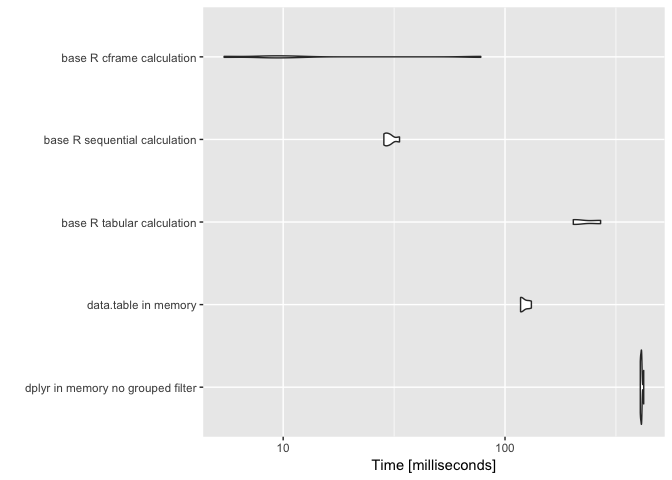 base R cframe calculation
base R sequential calculation
base R tabular calculation
data.table in memory
dplyr in memory no grouped filter
10 100
Time [milliseconds]